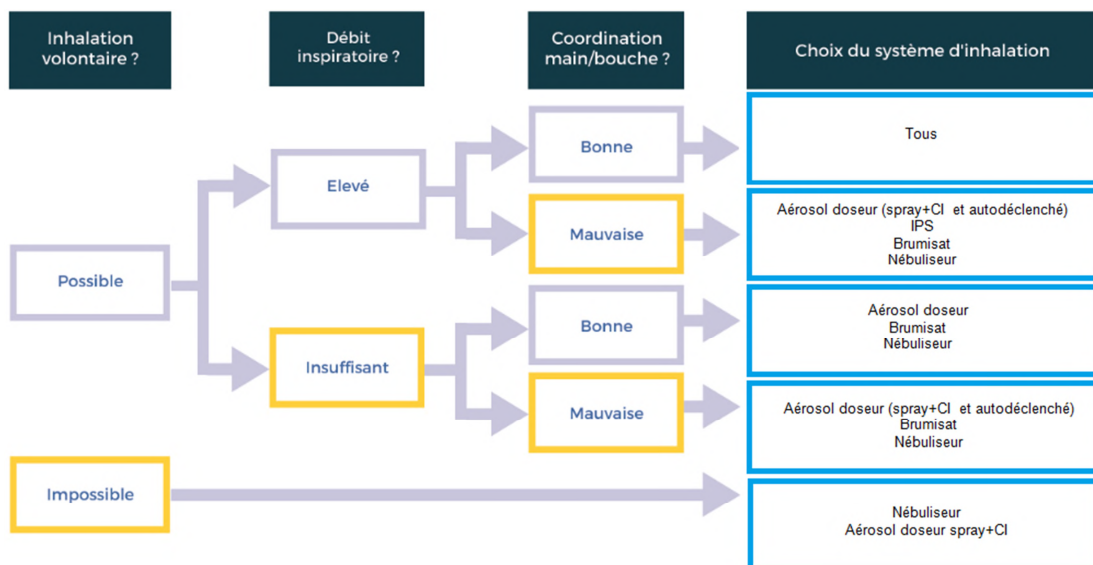 Inhalation
volontaire ?
Débit
inspiratoire ?
Coordination
main/bouche ?
Choix du système d'inhalation
Possible
Elevé
Bonne
Tous
Mauvaise
Aérosol doseur (spray+CI et autodéclenché)
IPS
Brumisat
Nébuliseur
Insuffisant
Bonne
Aérosol doseur
Brumisat
Nébuliseur
Mauvaise
Aérosol doseur (spray+CI et autodéclenché)
Brumisat
Nébuliseur
Impossible
Nébuliseur
Aérosol doseur spray+CI